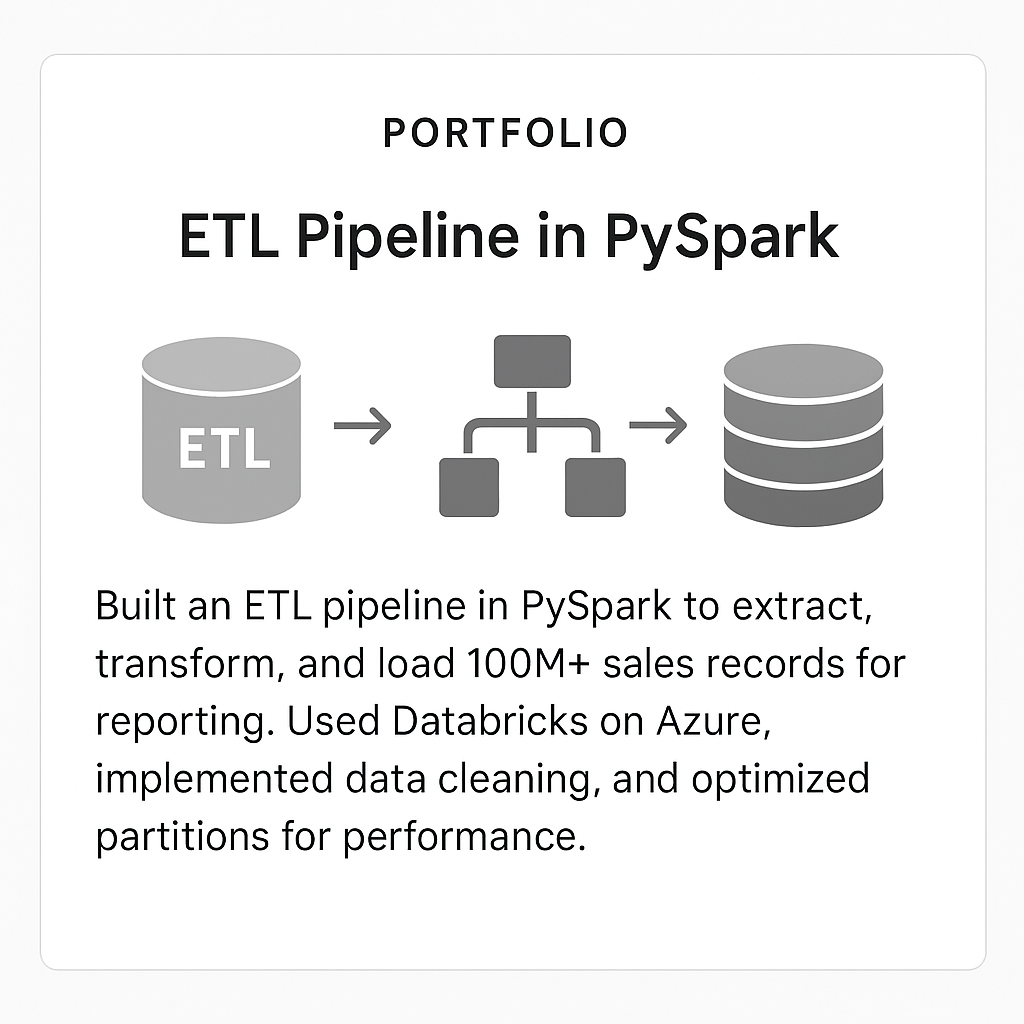 PORTFOLIO
ETL Pipeline in PySpark
ETL
Built an ETL pipeline in PySpark to extract,
transform, and load 100M+ sales records for
reporting. Used Databricks on Azure,
implemented data cleaning, and optimized
partitions for performance.